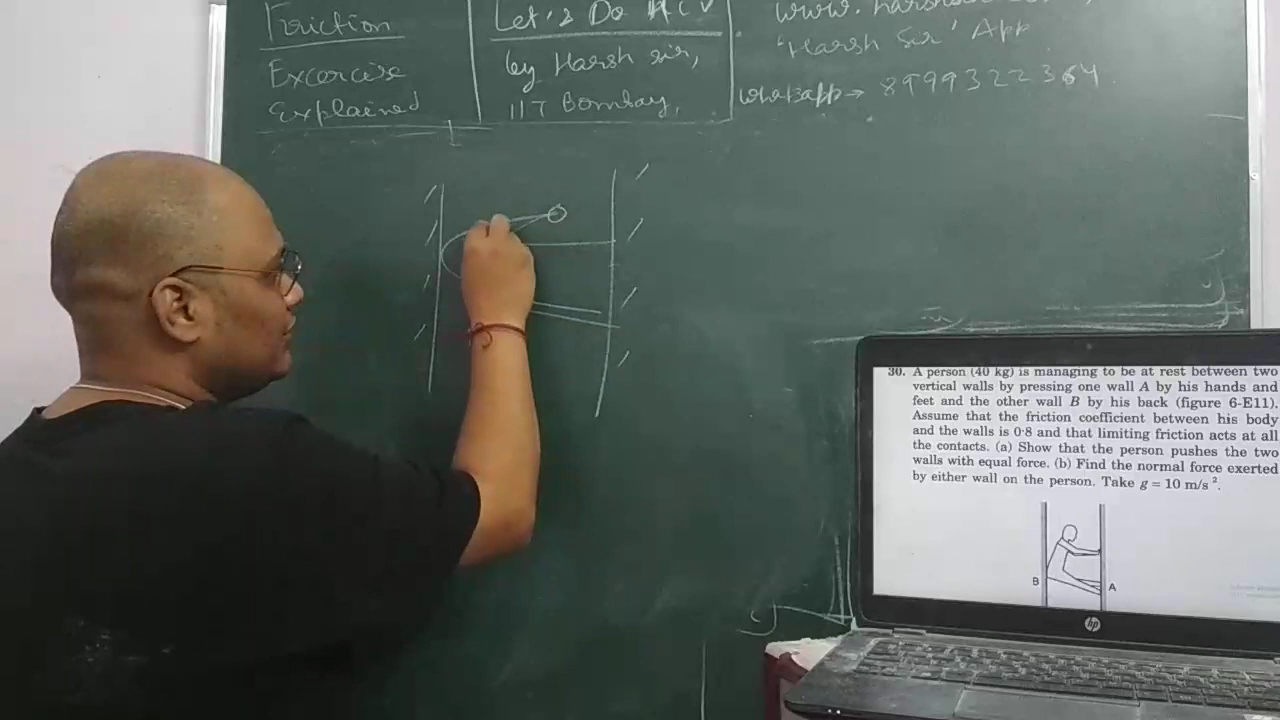 Friction
Excercise
Explained
Let's Do HCV
by Harsh sir,
IIT Bombay,
'Harsh Sir' App
whatsapp → 8999322364
30. A person (40 kg) is managing to be at rest between two
vertical walls by pressing one wall A by his hands and
feet and the other wall B by his back (figure 6-E11).
Assume that the friction coefficient between his body
and the walls is 0·8 and that limiting friction acts at all
the contacts. (a) Show that the person pushes the two
walls with equal force. (b) Find the normal force exerted
by either wall on the person. Take g = 10 m/s².
B A
hp